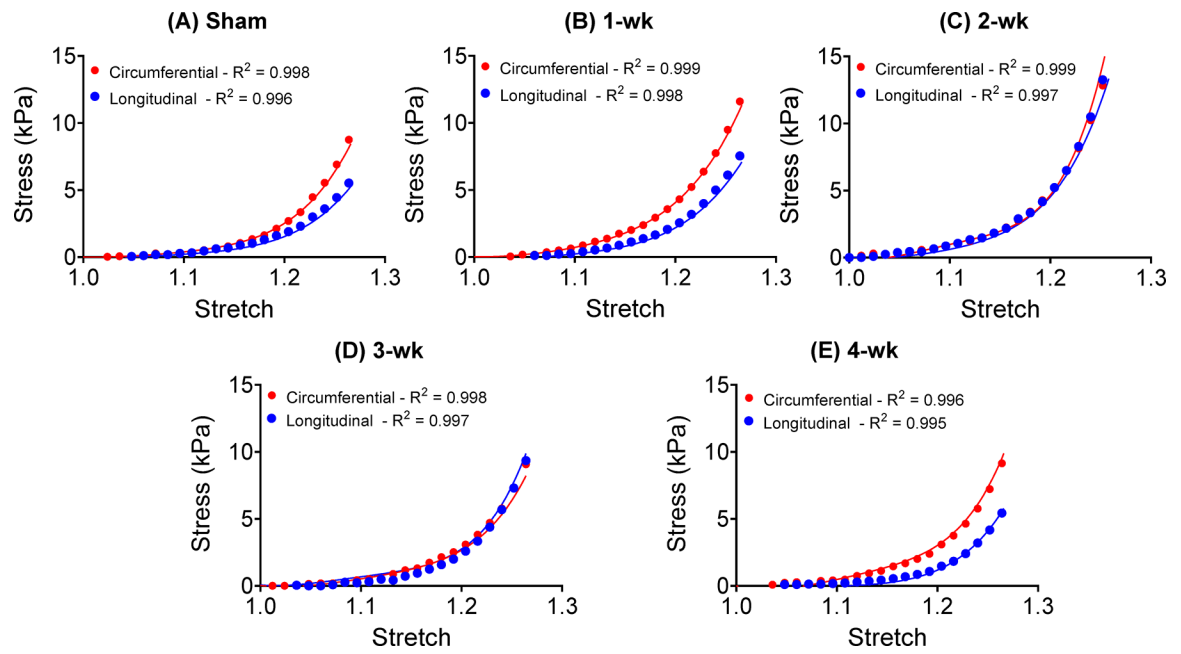 (A) Sham
15
10
5
0
1.0 1.1 1.2 1.3
Stress (kPa)
Stretch
Circumferential - R² = 0.998
Longitudinal - R² = 0.996
(B) 1-wk
15
10
5
0
1.0 1.1 1.2 1.3
Stress (kPa)
Stretch
Circumferential - R² = 0.999
Longitudinal - R² = 0.998
(C) 2-wk
15
10
5
0
1.0 1.1 1.2 1.3
Stress (kPa)
Stretch
Circumferential - R² = 0.999
Longitudinal - R² = 0.997
(D) 3-wk
15
10
5
0
1.0 1.1 1.2 1.3
Stress (kPa)
Stretch
Circumferential - R² = 0.998
Longitudinal - R² = 0.997
(E) 4-wk
15
10
5
0
1.0 1.1 1.2 1.3
Stress (kPa)
Stretch
Circumferential - R² = 0.996
Longitudinal - R² = 0.995